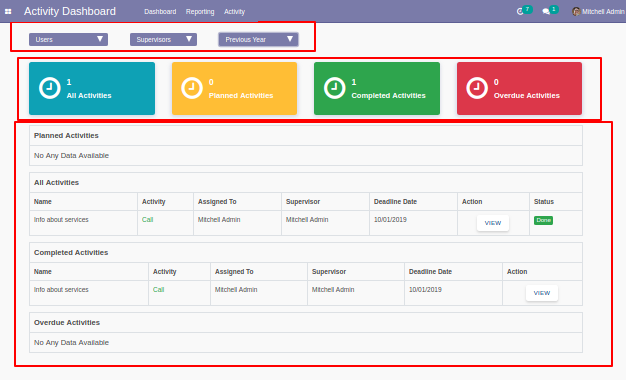 Activity Dashboard Dashboard Reporting Activity 7 1 Mitchell Admin
Users Supervisors Previous Year
1 0 1 0
All Activities Planned Activities Completed Activities Overdue Activities
Planned Activities
No Any Data Available
All Activities
Name Activity Assigned To Supervisor Deadline Date Action Status
Info about services Call Mitchell Admin Mitchell Admin 10/01/2019 VIEW Done
Completed Activities
Name Activity Assigned To Supervisor Deadline Date Action
Info about services Call Mitchell Admin Mitchell Admin 10/01/2019 VIEW
Overdue Activities
No Any Data Available